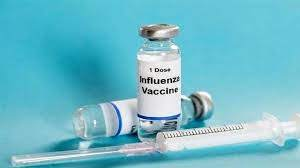 1 Dose
Influenza
Vaccine